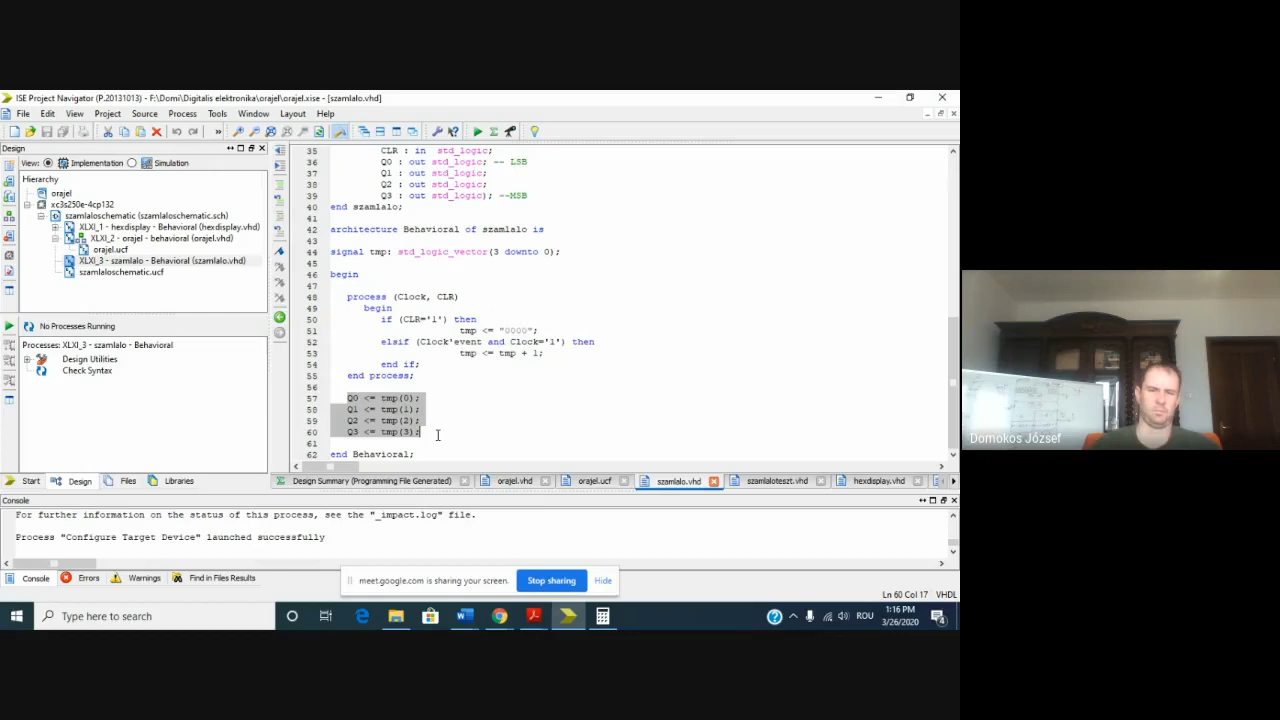 ISE Project Navigator (P.20131013) - F:\Domi\Digitalis elektronika\orajel\orajel.xise - [szamlalo.vhd]
File Edit View Project Source Process Tools Window Layout Help
Design
View: Implementation Simulation
Hierarchy
orajel
xc3s250e-4cp132
szamlaloschematic (szamlaloschematic.sch)
XLXI_1 - hexdisplay - Behavioral (hexdisplay.vhd)
XLXI_2 - orajel - behavioral (orajel.vhd)
orajel.ucf
XLXI_3 - szamlalo - Behavioral (szamlalo.vhd)
szamlaloschematic.ucf
No Processes Running
Processes: XLXI_3 - szamlalo - Behavioral
Design Utilities
Check Syntax
35 CLR : in std_logic;
36 Q0 : out std_logic; -- LSB
37 Q1 : out std_logic;
38 Q2 : out std_logic;
39 Q3 : out std_logic); --MSB
40 end szamlalo;
41
42 architecture Behavioral of szamlalo is
43
44 signal tmp: std_logic_vector(3 downto 0);
45
46 begin
47
48 process (Clock, CLR)
49 begin
50 if (CLR='1') then
51 tmp <= "0000";
52 elsif (Clock'event and Clock='1') then
53 tmp <= tmp + 1;
54 end if;
55 end process;
56
57 Q0 <= tmp(0);
58 Q1 <= tmp(1);
59 Q2 <= tmp(2);
60 Q3 <= tmp(3);
61
62 end Behavioral;
Start Design Files Libraries
Design Summary (Programming File Generated) orajel.vhd orajel.ucf szamlalo.vhd szamlaloteszt.vhd hexdisplay.vhd
Console
For further information on the status of this process, see the "_impact.log" file.
Process "Configure Target Device" launched successfully
Console Errors Warnings Find in Files Results
meet.google.com is sharing your screen. Stop sharing Hide
Ln 60 Col 17 VHDL
Type here to search
ROU
1:16 PM
3/26/2020
4
Domokos József